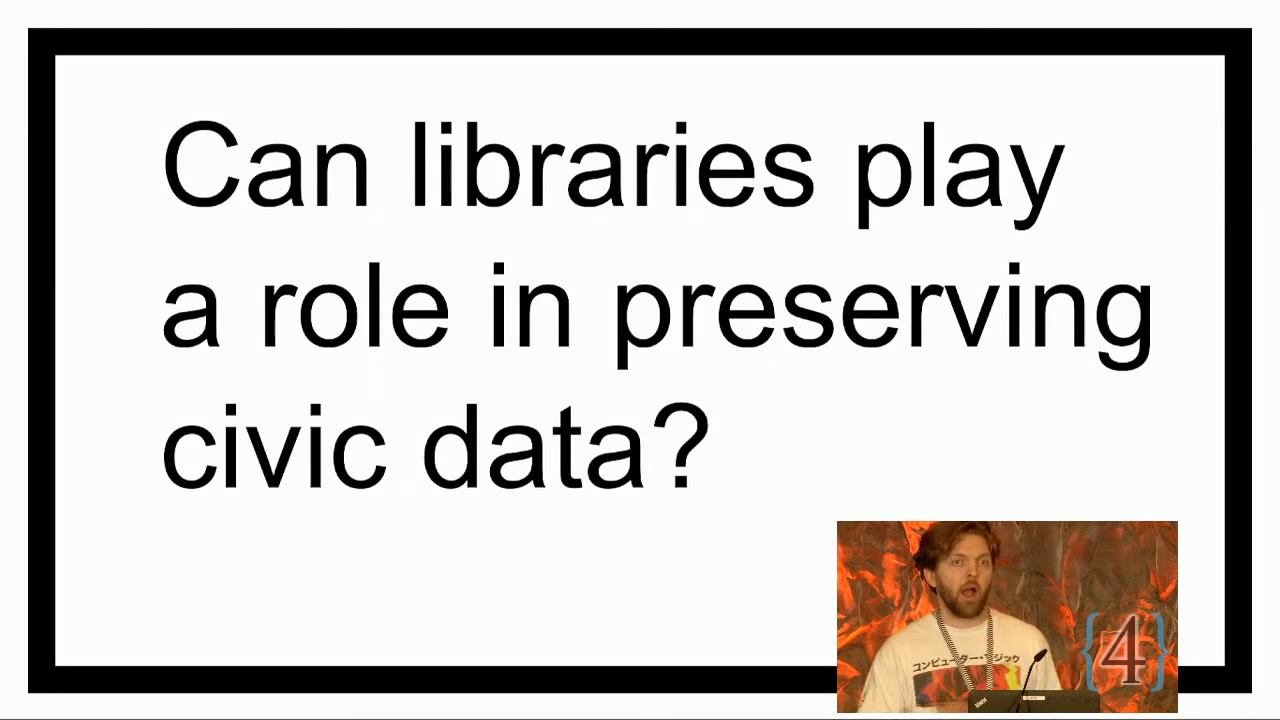 Can libraries play
a role in preserving
civic data?
コンピューター・マジック
{4}